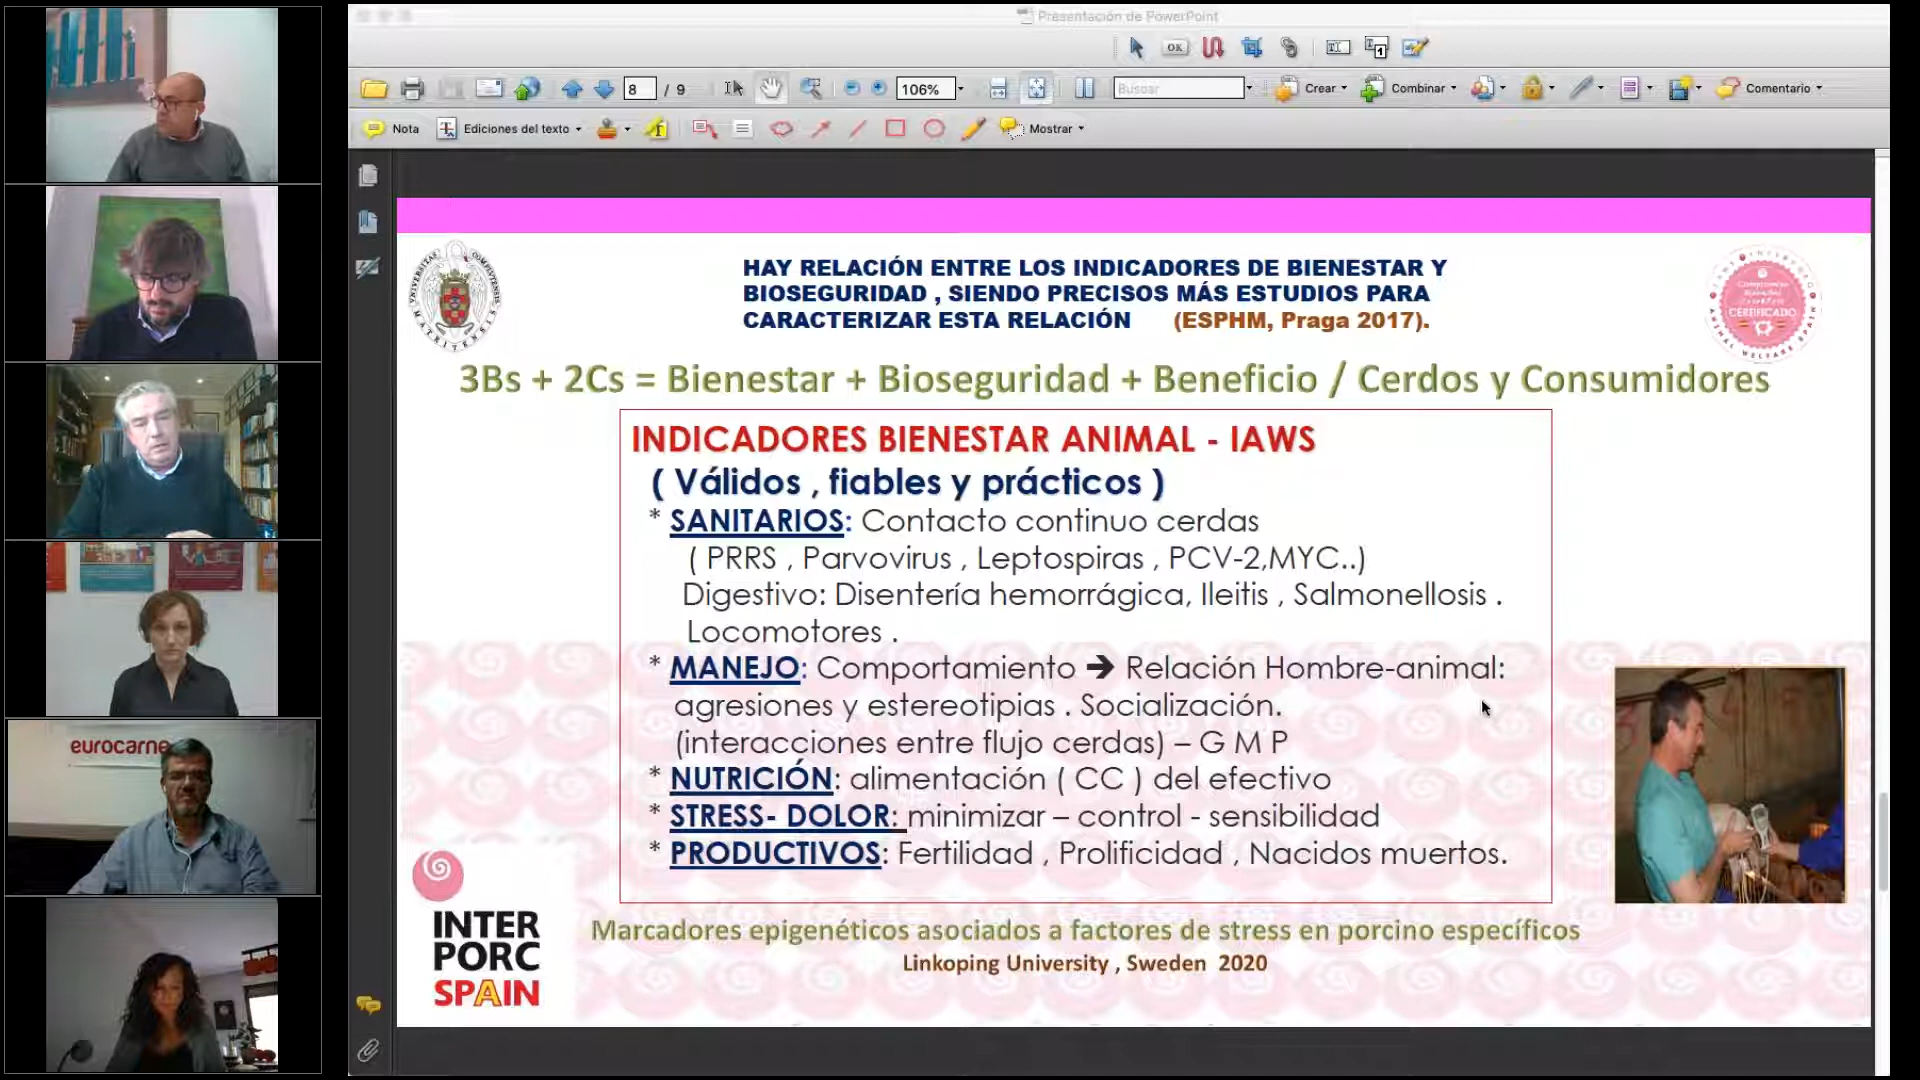 Presentación de PowerPoint
OK
8 / 9
106%
Buscar
Crear
Combinar
Comentario
Nota
Ediciones del texto
Mostrar
HAY RELACIÓN ENTRE LOS INDICADORES DE BIENESTAR Y
BIOSEGURIDAD , SIENDO PRECISOS MÁS ESTUDIOS PARA
CARACTERIZAR ESTA RELACIÓN (ESPHM, Praga 2017).
CERTIFICADO
ANIMAL WELFARE SPAIN
3Bs + 2Cs = Bienestar + Bioseguridad + Beneficio / Cerdos y Consumidores
INDICADORES BIENESTAR ANIMAL - IAWS
( Válidos , fiables y prácticos )
* SANITARIOS: Contacto continuo cerdas
( PRRS , Parvovirus , Leptospiras , PCV-2,MYC..)
Digestivo: Disentería hemorrágica, Ileitis , Salmonellosis .
Locomotores .
* MANEJO: Comportamiento ➔ Relación Hombre-animal:
agresiones y estereotipias . Socialización.
(interacciones entre flujo cerdas) – G M P
* NUTRICIÓN: alimentación ( CC ) del efectivo
* STRESS- DOLOR: minimizar – control - sensibilidad
* PRODUCTIVOS: Fertilidad , Prolificidad , Nacidos muertos.
INTER
PORC
SPAIN
Marcadores epigenéticos asociados a factores de stress en porcino específicos
Linkoping University , Sweden 2020
eurocarne